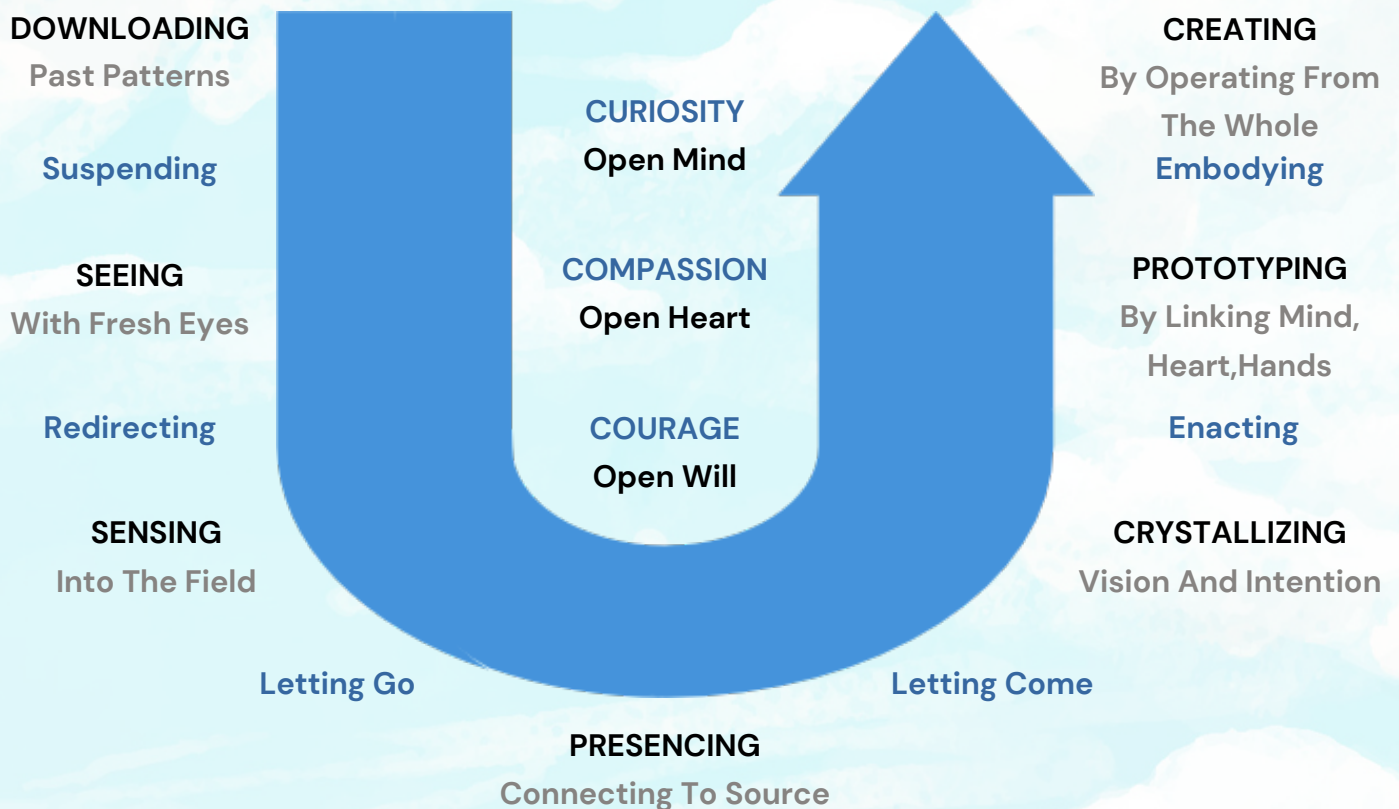 DOWNLOADING
Past Patterns
Suspending
SEEING
With Fresh Eyes
Redirecting
SENSING
Into The Field
Letting Go
PRESENCING
Connecting To Source
Letting Come
CRYSTALLIZING
Vision And Intention
Enacting
PROTOTYPING
By Linking Mind,
Heart,Hands
Embodying
CREATING
By Operating From
The Whole
CURIOSITY
Open Mind
COMPASSION
Open Heart
COURAGE
Open Will